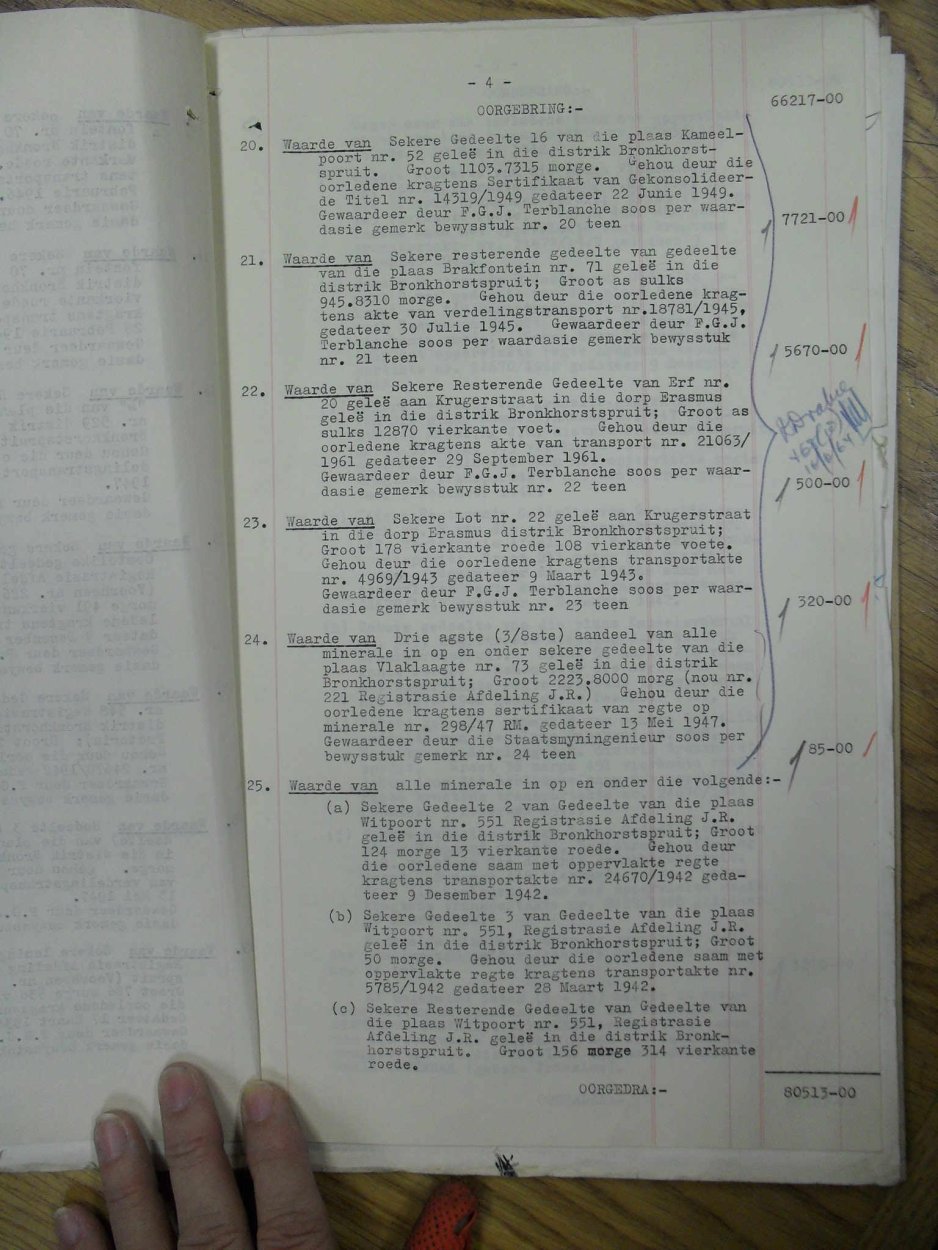 - 4 -
OORGEBRING:- 66217-00
20. Waarde van Sekere Gedeelte 16 van die plaas Kameel-
poort nr. 52 geleë in die distrik Bronkhorst-
spruit. Groot 1103.7315 morge. Gehou deur die
oorledene kragtens Sertifikaat van Gekonsolideer-
de Titel nr. 14319/1949 gedateer 22 Junie 1949.
Gewaardeer deur F.G.J. Terblanche soos per waar-
dasie gemerk bewysstuk nr. 20 teen 7721-00
21. Waarde van Sekere resterende gedeelte van gedeelte
van die plaas Brakfontein nr. 71 geleë in die
distrik Bronkhorstspruit; Groot as sulks
945.8310 morge. Gehou deur die oorledene krag-
tens akte van verdelingstransport nr.18781/1945,
gedateer 30 Julie 1945. Gewaardeer deur F.G.J.
Terblanche soos per waardasie gemerk bewysstuk
nr. 21 teen 5670-00
22. Waarde van Sekere Resterende Gedeelte van Erf nr.
20 geleë aan Krugerstraat in die dorp Erasmus
geleë in die distrik Bronkhorstspruit; Groot as
sulks 12870 vierkante voet. Gehou deur die
oorledene kragtens akte van transport nr. 21063/
1961 gedateer 29 September 1961.
Gewaardeer deur F.G.J. Terblanche soos per waar-
dasie gemerk bewysstuk nr. 22 teen 500-00
23. Waarde van Sekere Lot nr. 22 geleë aan Krugerstraat
in die dorp Erasmus distrik Bronkhorstspruit;
Groot 178 vierkante roede 108 vierkante voete.
Gehou deur die oorledene kragtens transportakte
nr. 4969/1943 gedateer 9 Maart 1943.
Gewaardeer deur F.G.J. Terblanche soos per waar-
dasie gemerk bewysstuk nr. 23 teen 320-00
24. Waarde van Drie agste (3/8ste) aandeel van alle
minerale in op en onder sekere gedeelte van die
plaas Vlaklaagte nr. 73 geleë in die distrik
Bronkhorstspruit; Groot 2223.8000 morg (nou nr.
221 Registrasie Afdeling J.R.) Gehou deur die
oorledene kragtens sertifikaat van regte op
minerale nr. 298/47 RM. gedateer 13 Mei 1947.
Gewaardeer deur die Staatsmyningenieur soos per
bewysstuk gemerk nr. 24 teen 85-00
25. Waarde van alle minerale in op en onder die volgende:-
(a) Sekere Gedeelte 2 van Gedeelte van die plaas
Witpoort nr. 551 Registrasie Afdeling J.R.
geleë in die distrik Bronkhorstspruit; Groot
124 morge 13 vierkante roede. Gehou deur
die oorledene saam met oppervlakte regte
kragtens transportakte nr. 24670/1942 geda-
teer 9 Desember 1942.
(b) Sekere Gedeelte 3 van Gedeelte van die plaas
Witpoort nr. 551, Registrasie Afdeling J.R.
geleë in die distrik Bronkhorstspruit; Groot
50 morge. Gehou deur die oorledene saam met
oppervlakte regte kragtens transportakte nr.
5785/1942 gedateer 28 Maart 1942.
(c) Sekere Resterende Gedeelte van Gedeelte van
die plaas Witpoort nr. 551, Registrasie
Afdeling J.R. geleë in die distrik Bronk-
horstspruit. Groot 156 morge 314 vierkante
roede.
OORGEDRA:- 80513-00